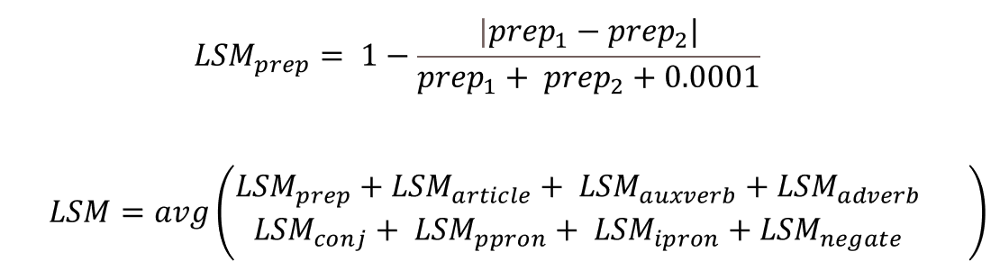 LSM_prep = 1 − |prep_1 − prep_2| / (prep_1 + prep_2 + 0.0001)
LSM = avg(LSM_prep + LSM_article + LSM_auxverb + LSM_adverb
LSM_conj + LSM_ppron + LSM_ipron + LSM_negate)